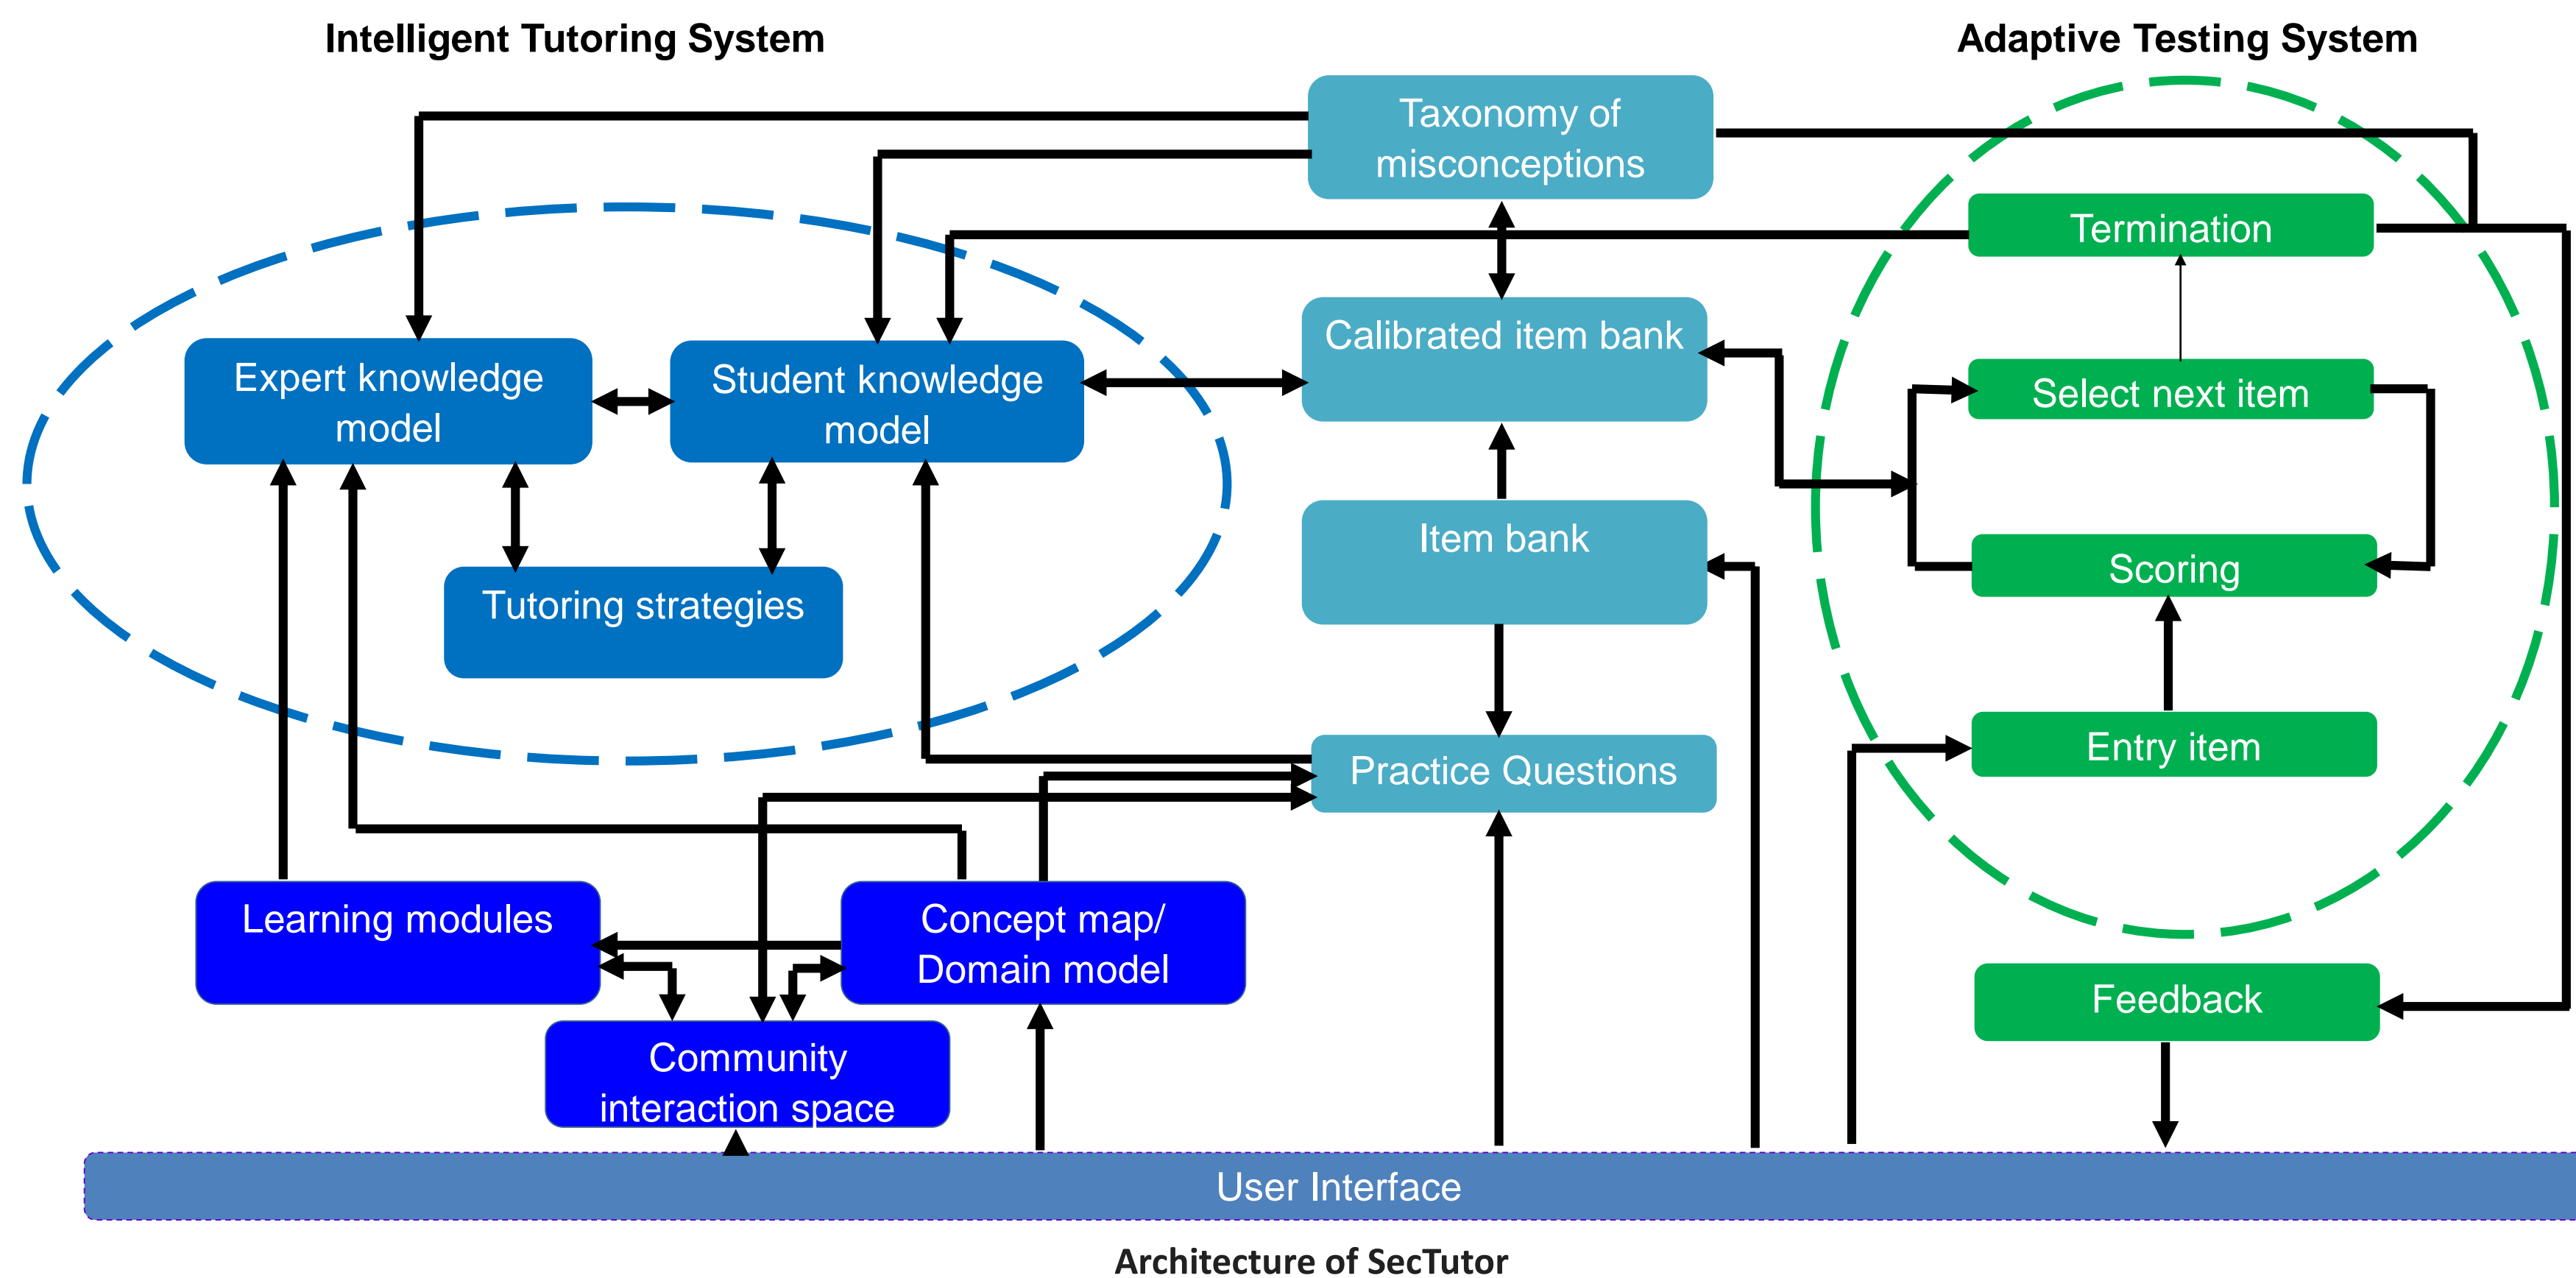 Intelligent Tutoring System
Adaptive Testing System
Taxonomy of
misconceptions
Termination
Calibrated item bank
Expert knowledge
model
Student knowledge
model
Select next item
Item bank
Scoring
Tutoring strategies
Entry item
Practice Questions
Learning modules
Concept map/
Domain model
Feedback
Community
interaction space
User Interface
Architecture of SecTutor